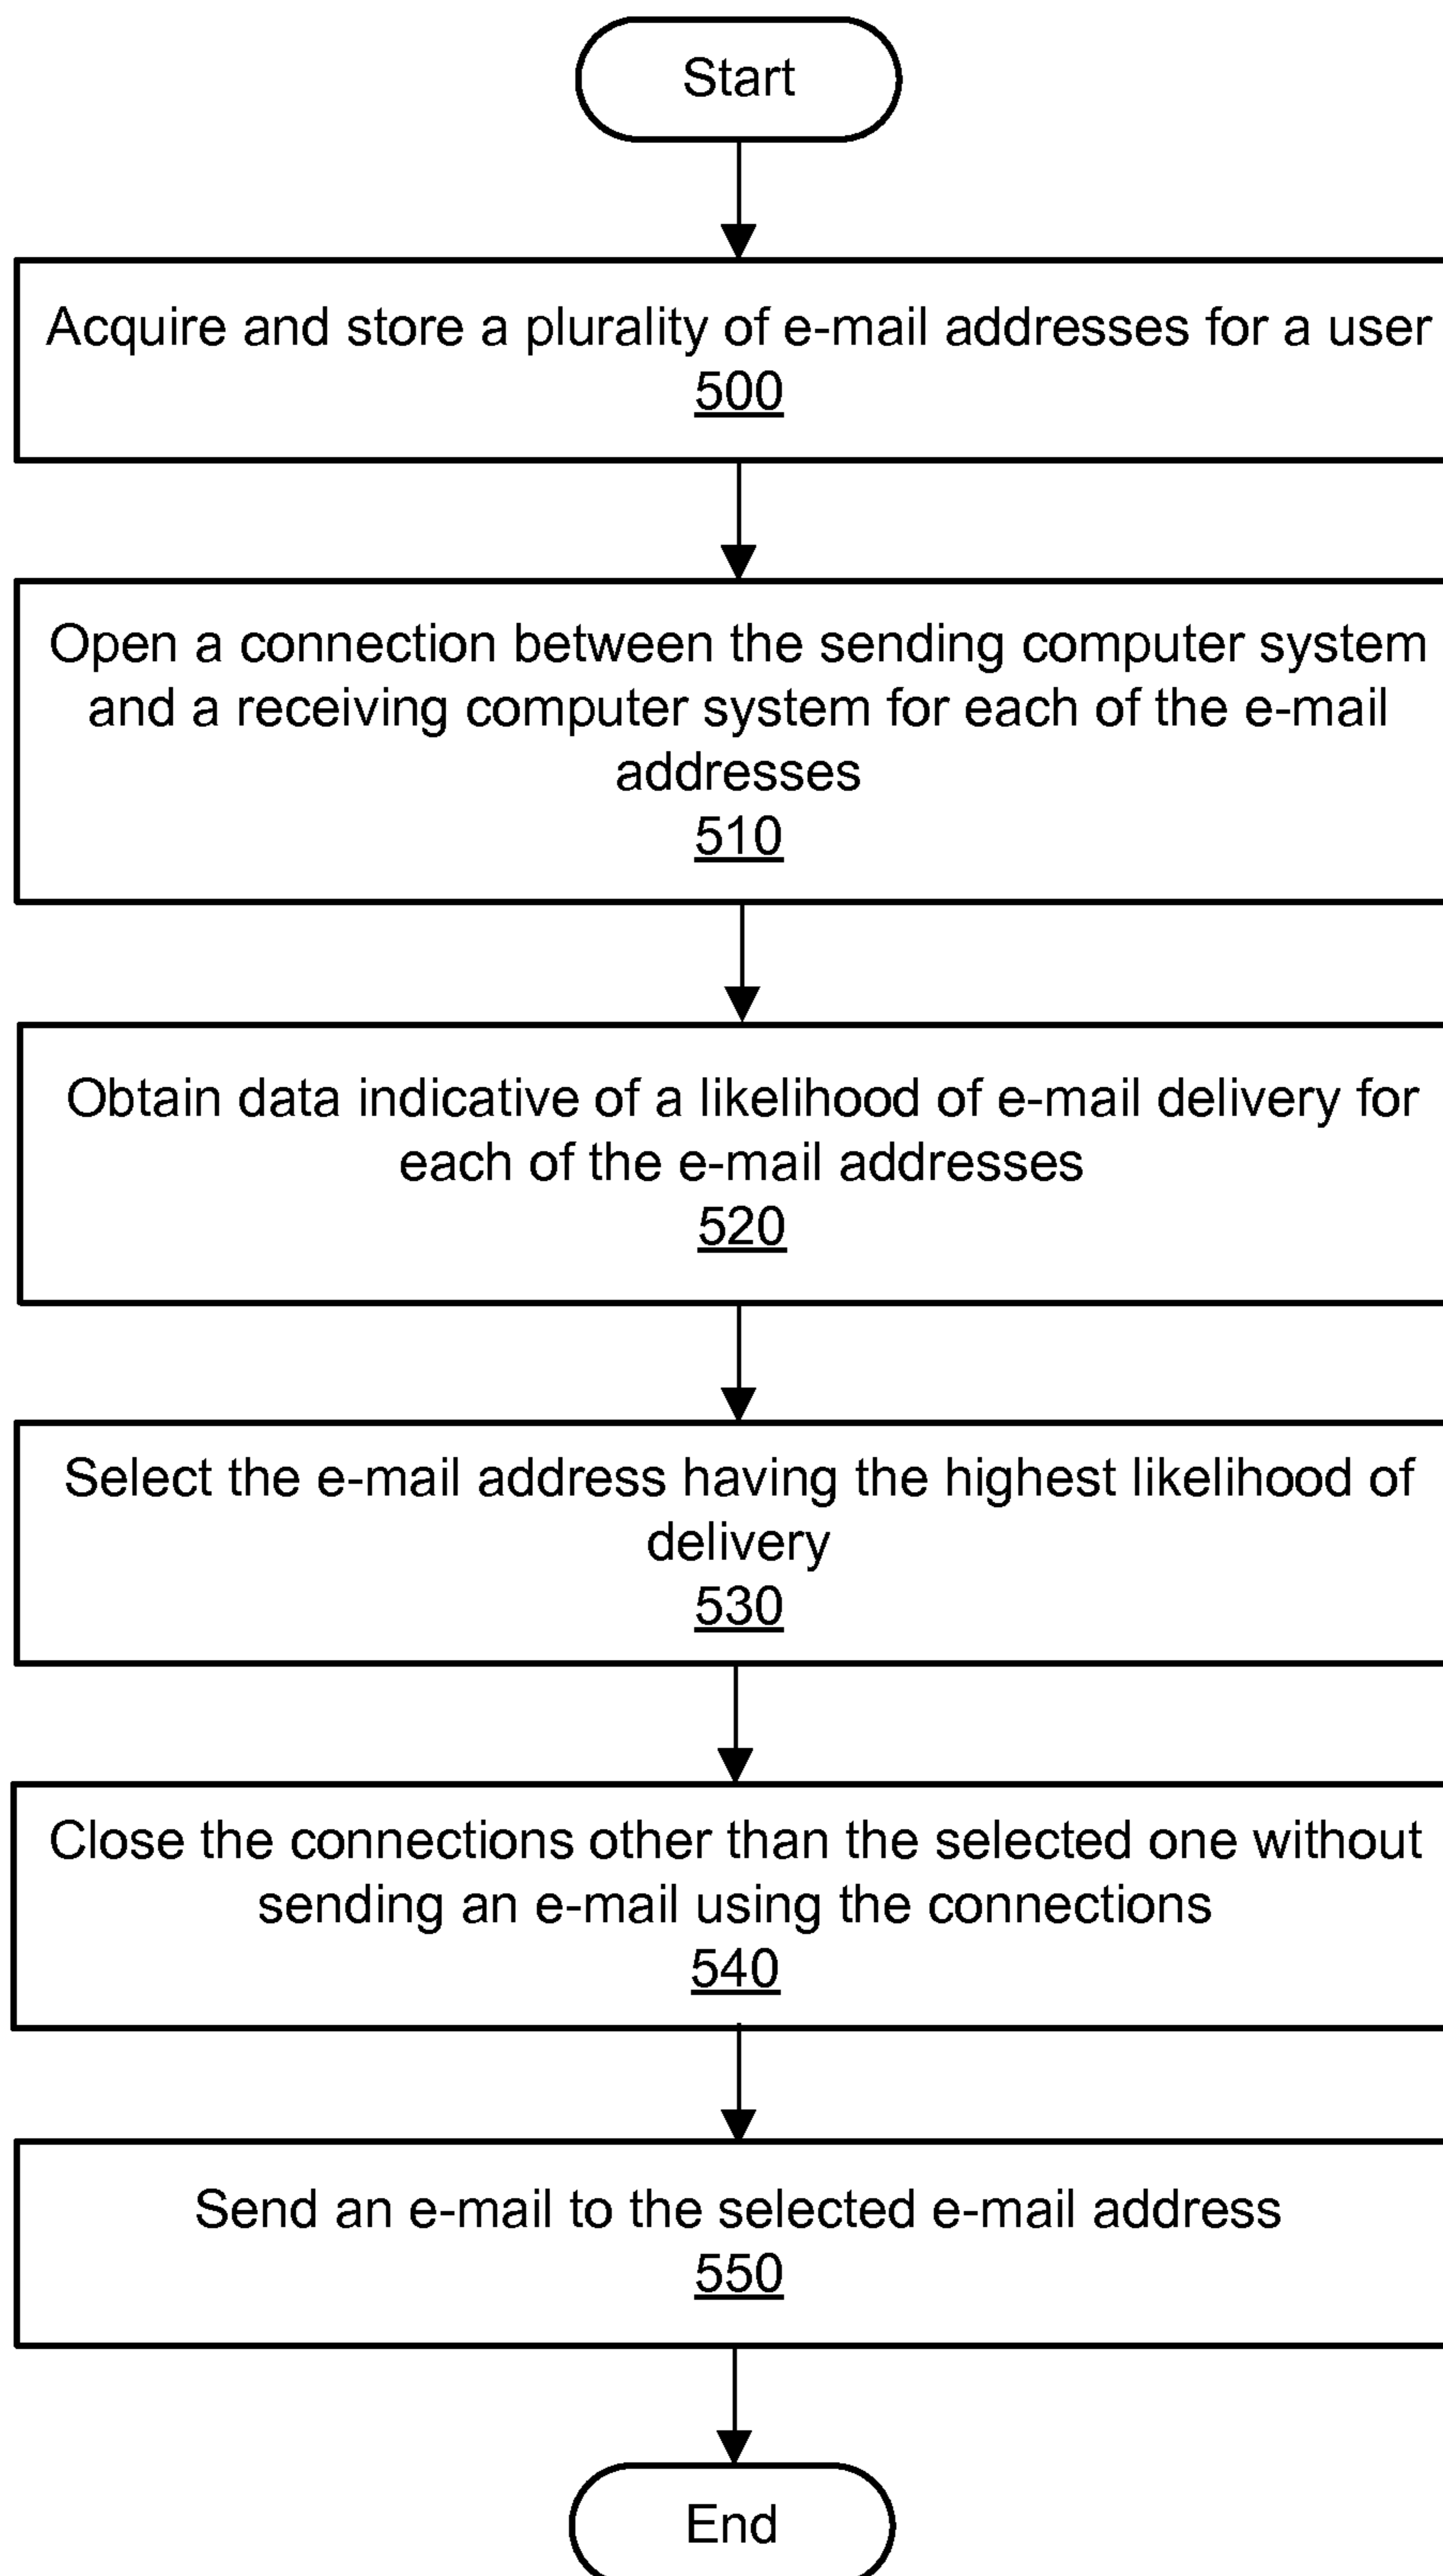 Start
Acquire and store a plurality of e-mail addresses for a user
500
Open a connection between the sending computer system
and a receiving computer system for each of the e-mail
addresses
510
Obtain data indicative of a likelihood of e-mail delivery for
each of the e-mail addresses
520
Select the e-mail address having the highest likelihood of
delivery
530
Close the connections other than the selected one without
sending an e-mail using the connections
540
Send an e-mail to the selected e-mail address
550
End